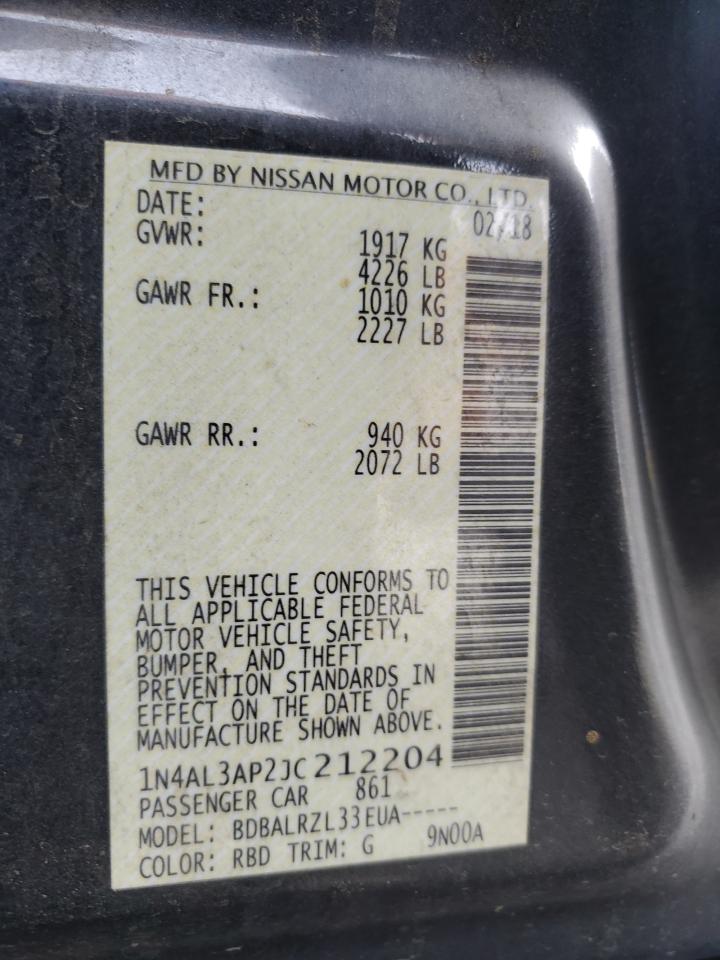 MFD BY NISSAN MOTOR CO., LTD.
DATE: 02/18
GVWR: 1917 KG
4226 LB
GAWR FR.: 1010 KG
2227 LB
GAWR RR.: 940 KG
2072 LB
THIS VEHICLE CONFORMS TO
ALL APPLICABLE FEDERAL
MOTOR VEHICLE SAFETY,
BUMPER, AND THEFT
PREVENTION STANDARDS IN
EFFECT ON THE DATE OF
MANUFACTURE SHOWN ABOVE.
1N4AL3AP2JC212204
PASSENGER CAR 861
MODEL: BDBALRZL33EUA-----
COLOR: RBD TRIM: G 9N00A